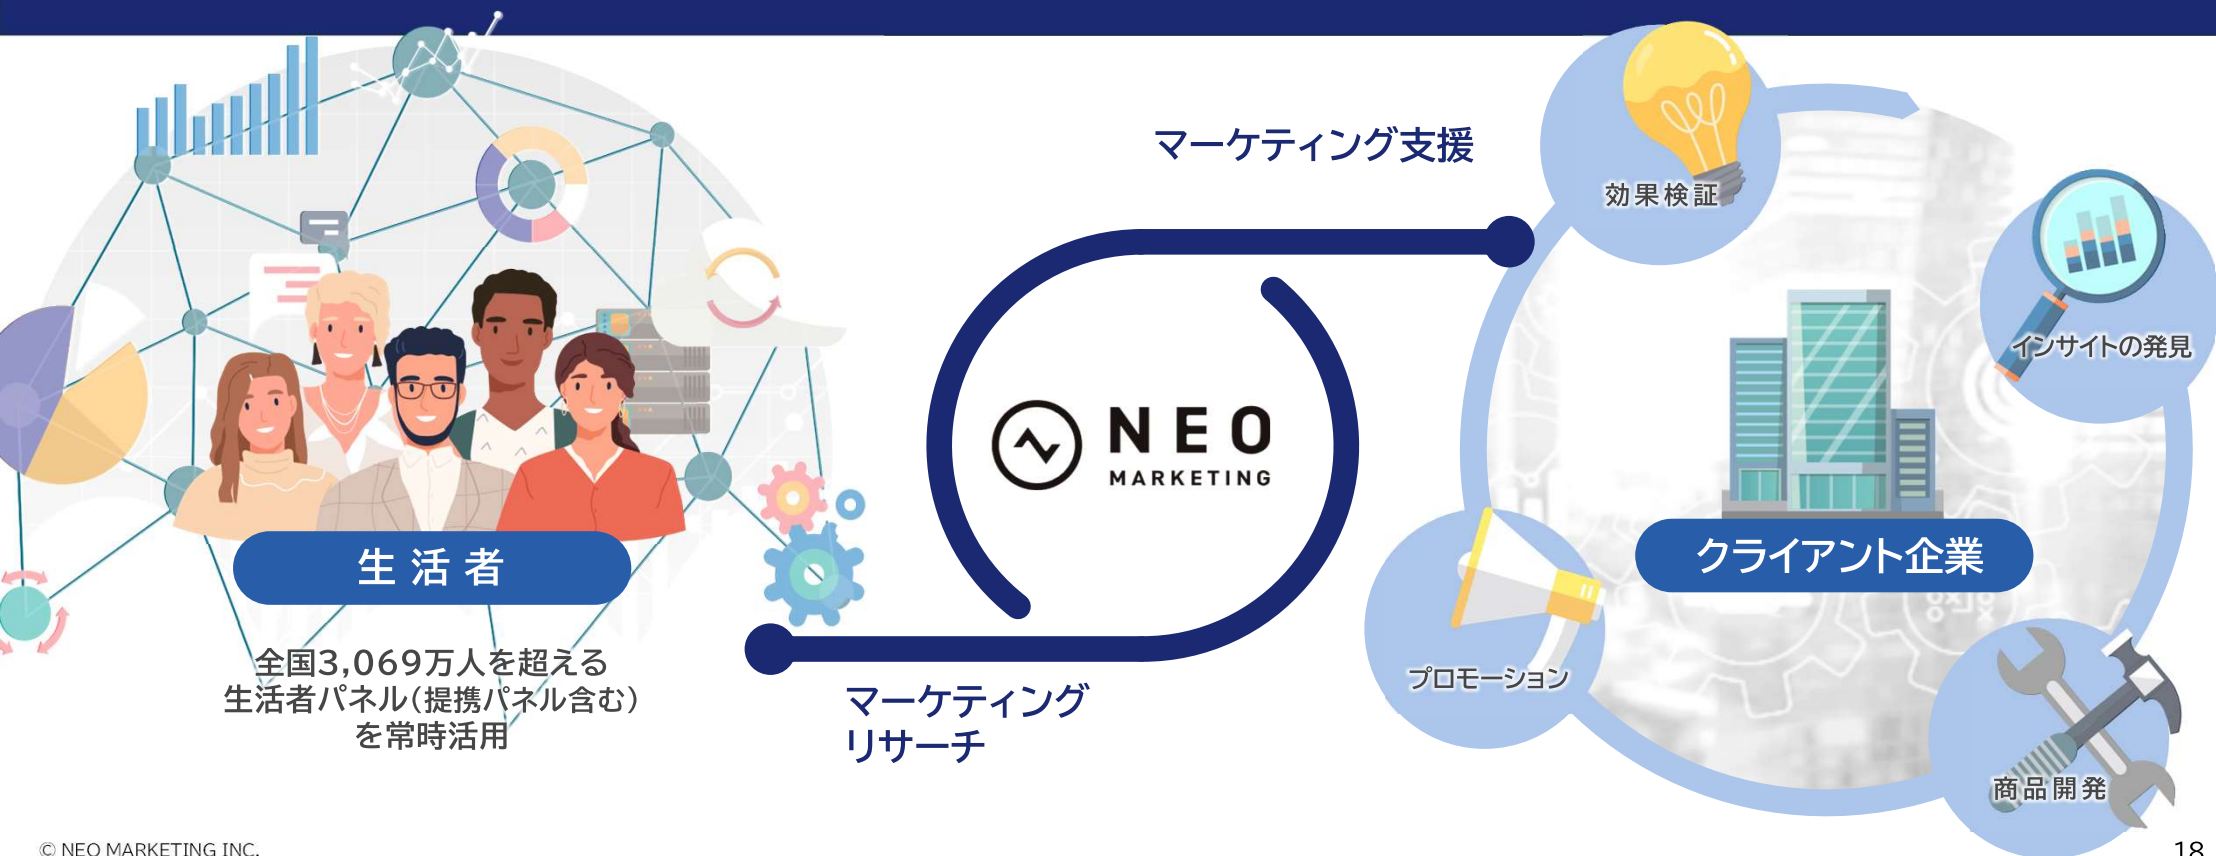 マーケティング支援
効果検証
インサイトの発見
NEO
MARKETING
生活者
クライアント企業
全国3,069万人を超える
生活者パネル(提携パネル含む)
を常時活用
マーケティング
リサーチ
プロモーション
商品開発
© NEO MARKETING INC.
18